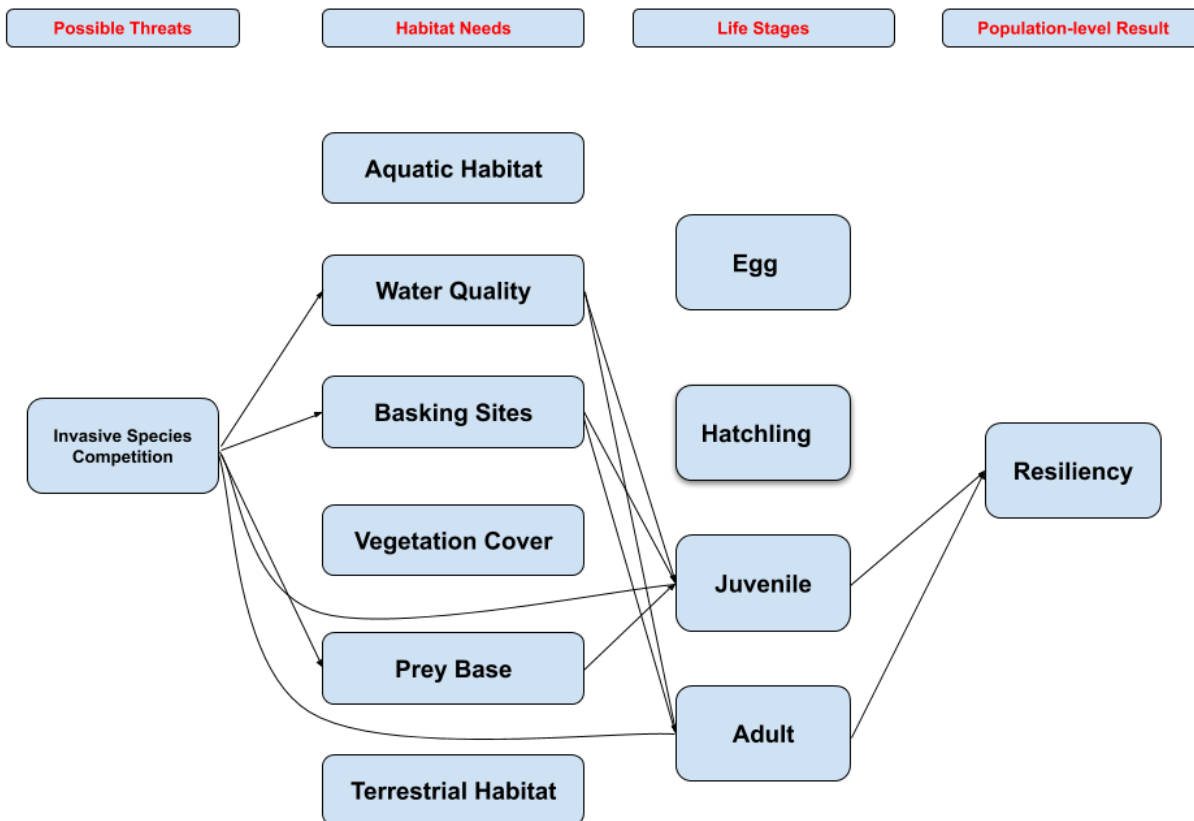 Possible Threats
Habitat Needs
Life Stages
Population-level Result
Aquatic Habitat
Egg
Water Quality
Basking Sites
Invasive Species
Competition
Hatchling
Resiliency
Vegetation Cover
Juvenile
Prey Base
Adult
Terrestrial Habitat